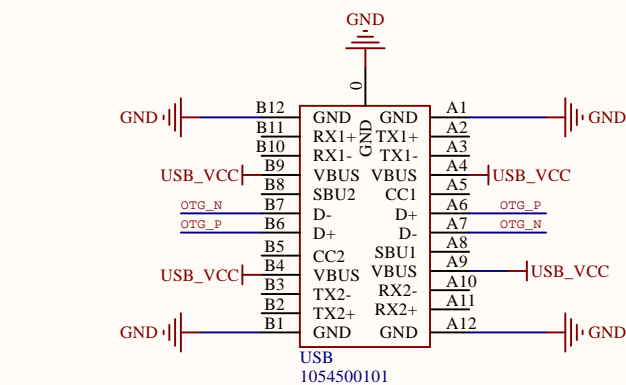 GND
0
GND
B12 GND GND A1
GND GND
B11 RX1+ TX1+ A2
B10 RX1- TX1- A3
USB_VCC B9 VBUS VBUS A4 USB_VCC
B8 SBU2 CC1 A5
OTG_N B7 D- D+ A6 OTG_P
OTG_P B6 D+ D- A7 OTG_N
B5 CC2 SBU1 A8
USB_VCC B4 VBUS VBUS A9 USB_VCC
B3 TX2- RX2- A10
B2 TX2+ RX2+ A11
GND B1 GND GND A12 GND
USB
1054500101